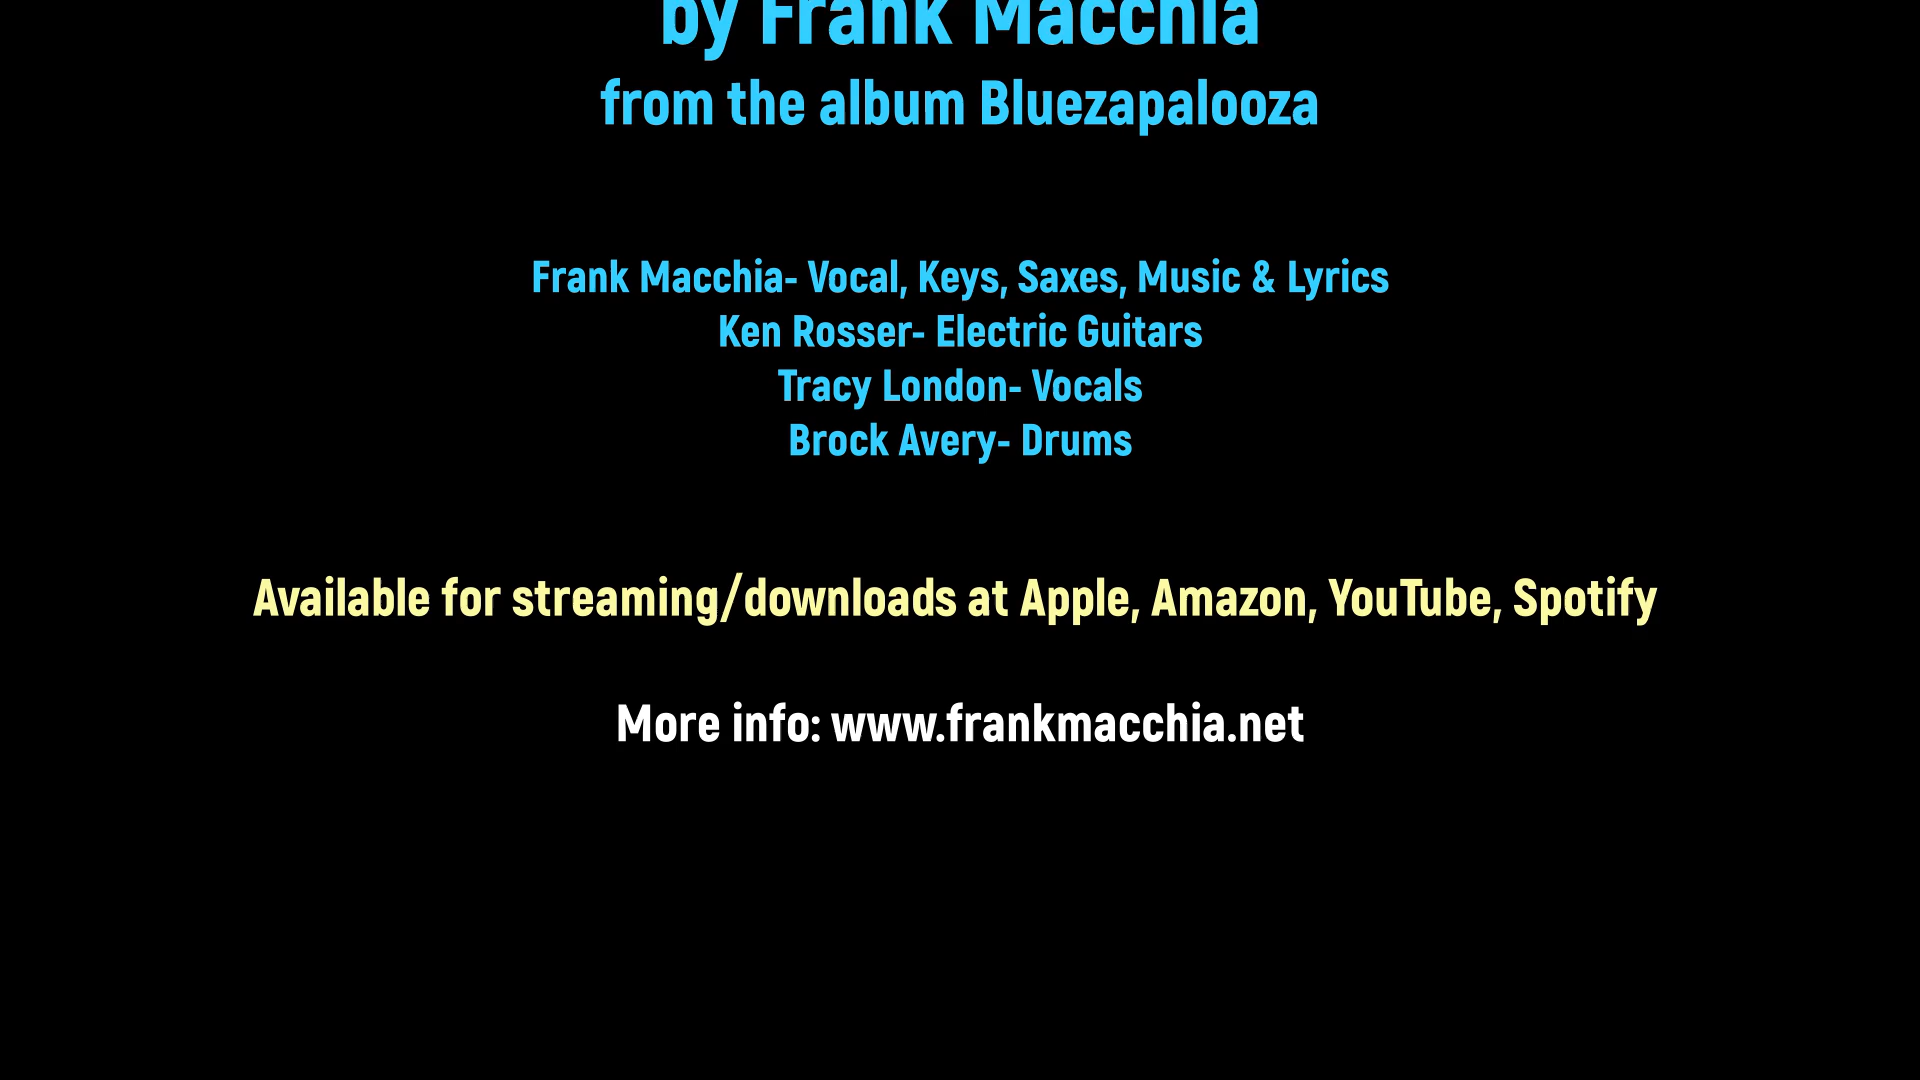 by Frank Macchia
from the album Bluezapalooza
Frank Macchia- Vocal, Keys, Saxes, Music & Lyrics
Ken Rosser- Electric Guitars
Tracy London- Vocals
Brock Avery- Drums
Available for streaming/downloads at Apple, Amazon, YouTube, Spotify
More info: www.frankmacchia.net